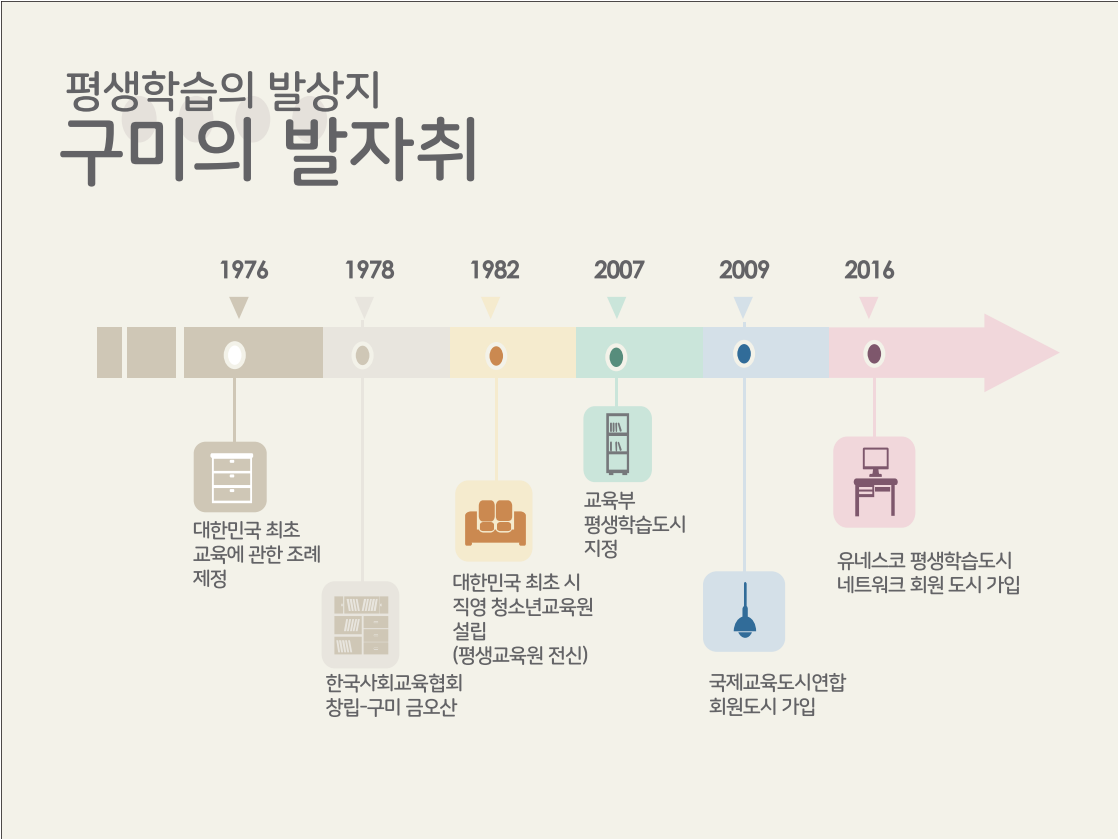 평생학습의 발상지
구미의 발자취
1976
1978
1982
2007
2009
2016
대한민국 최초
교육에 관한 조례
제정
한국사회교육협회
창립-구미 금오산
대한민국 최초 시
직영 청소년교육원
설립
(평생교육원 전신)
교육부
평생학습도시
지정
국제교육도시연합
회원도시 가입
유네스코 평생학습도시
네트워크 회원 도시 가입